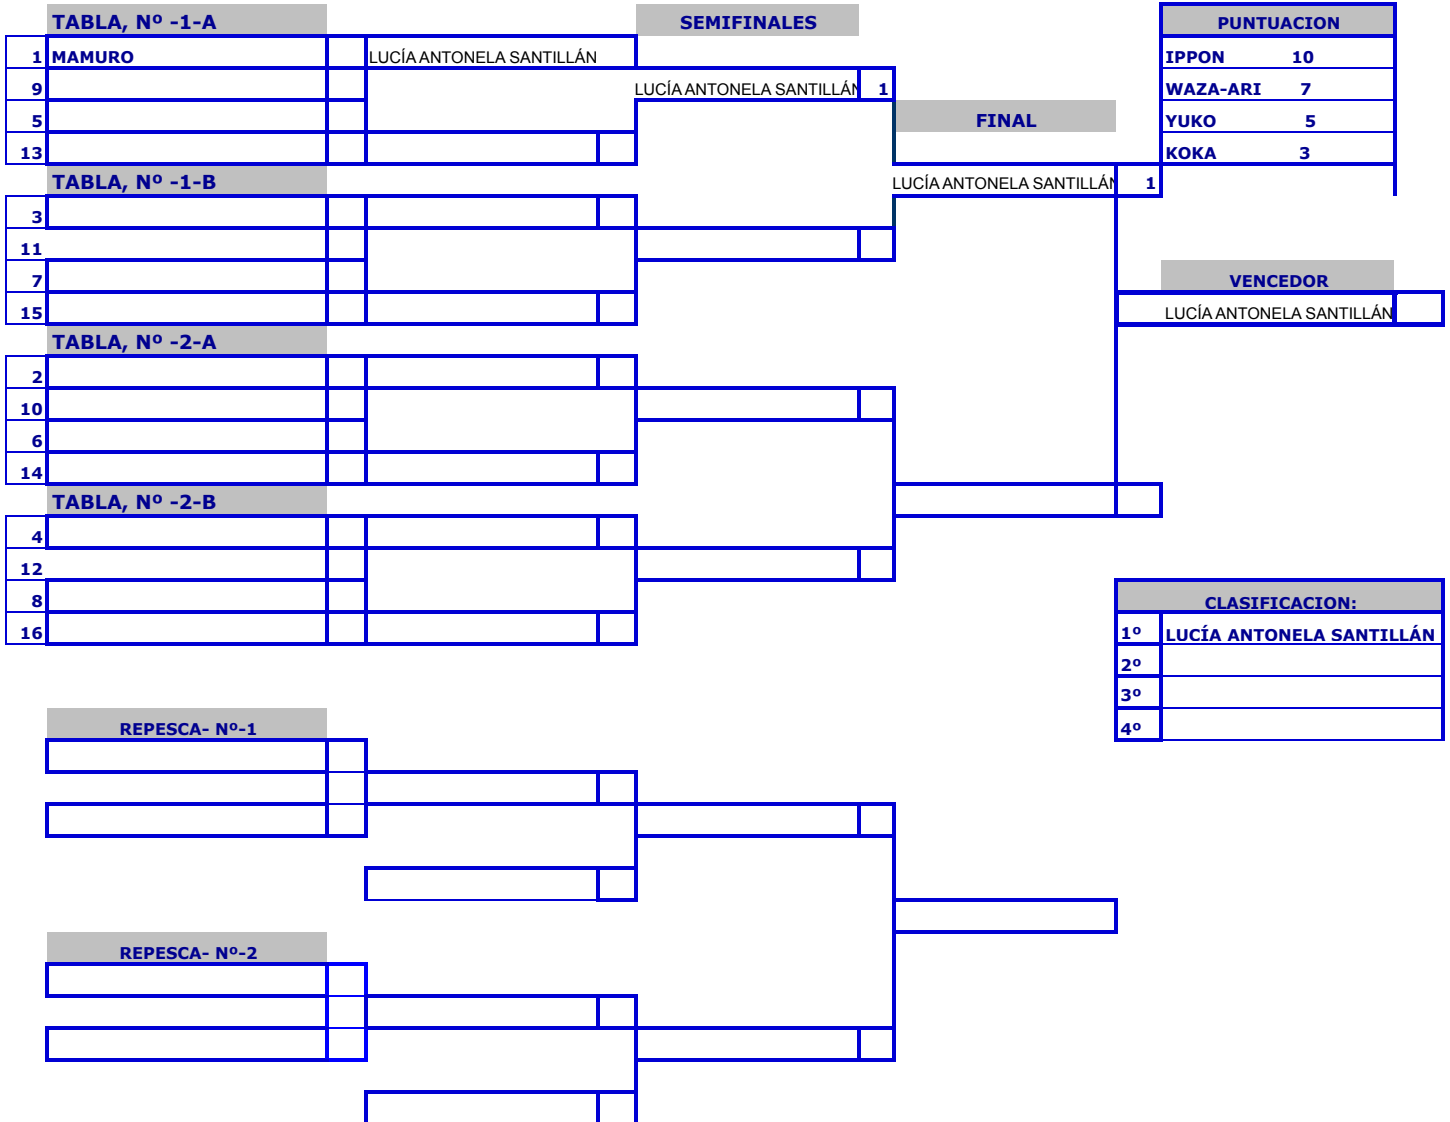 TABLA, Nº -1-A SEMIFINALES PUNTUACION
1 MAMURO LUCÍA ANTONELA SANTILLÁN IPPON 10
9 LUCÍA ANTONELA SANTILLÁN 1 WAZA-ARI 7
5 FINAL YUKO 5
13 KOKA 3
TABLA, Nº -1-B LUCÍA ANTONELA SANTILLÁN 1
3
11
7 VENCEDOR
15 LUCÍA ANTONELA SANTILLÁN
TABLA, Nº -2-A
2
10
6
14
TABLA, Nº -2-B
4
12
8 CLASIFICACION:
16 1º LUCÍA ANTONELA SANTILLÁN
2º
3º
REPESCA- Nº-1 4º
REPESCA- Nº-2